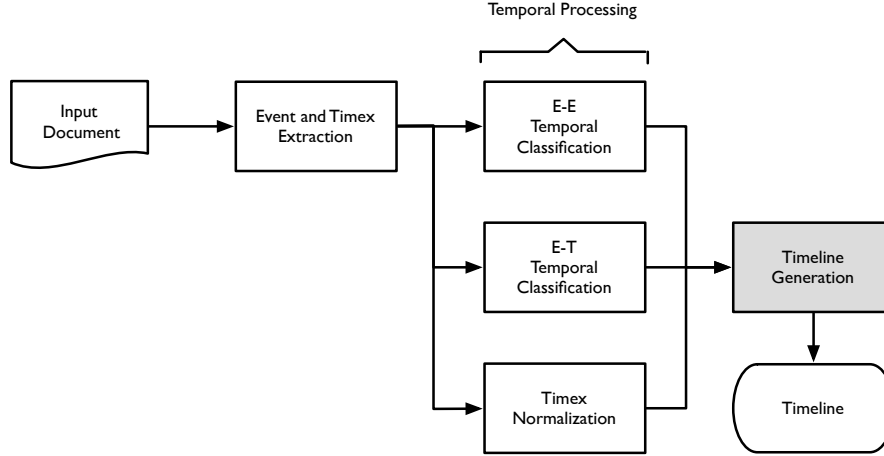 Temporal Processing
Input
Document
Event and Timex
Extraction
E-E
Temporal
Classification
E-T
Temporal
Classification
Timex
Normalization
Timeline
Generation
Timeline